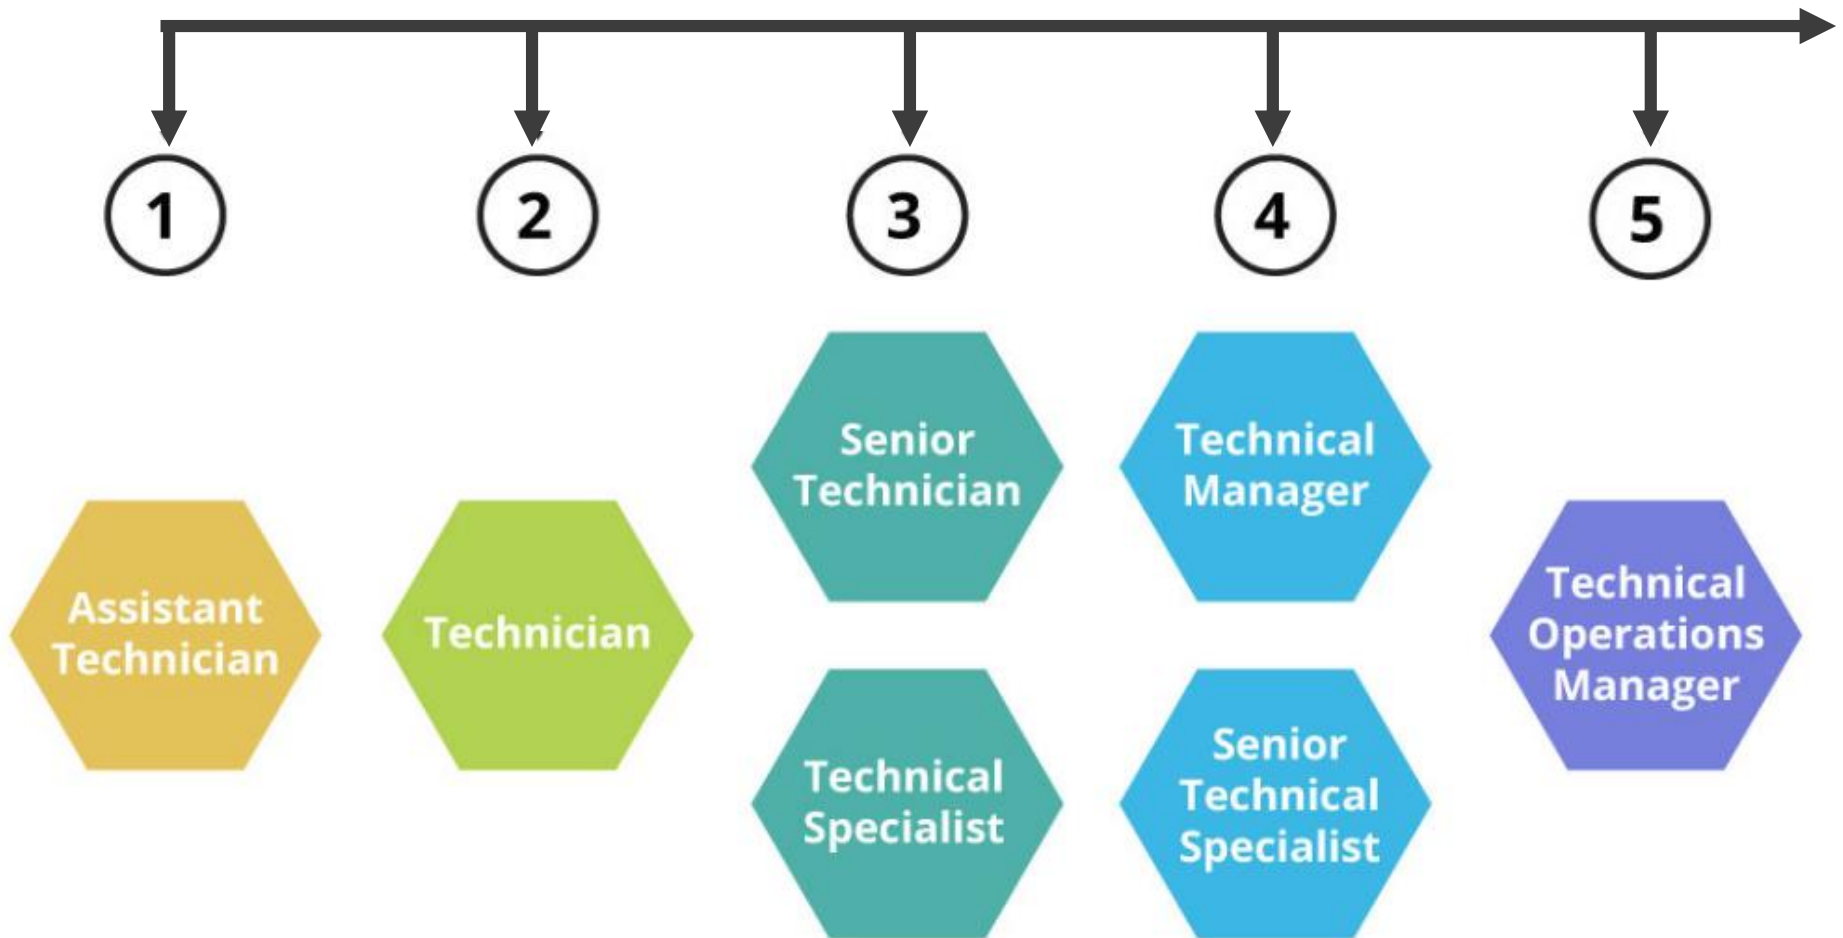 1
2
3
4
5
Assistant
Technician
Technician
Senior
Technician
Technical
Specialist
Technical
Manager
Senior
Technical
Specialist
Technical
Operations
Manager